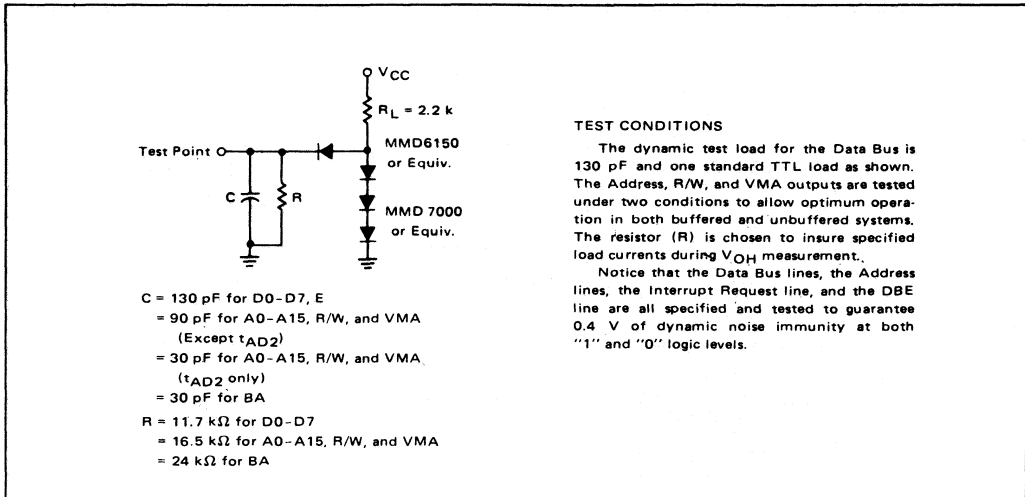 VCC
RL = 2.2 k
Test Point
MMD6150
or Equiv.
C
R
MMD 7000
or Equiv.
C = 130 pF for D0-D7, E
= 90 pF for A0-A15, R/W, and VMA
(Except tAD2)
= 30 pF for A0-A15, R/W, and VMA
(tAD2 only)
= 30 pF for BA
R = 11.7 kΩ for D0-D7
= 16.5 kΩ for A0-A15, R/W, and VMA
= 24 kΩ for BA
TEST CONDITIONS
The dynamic test load for the Data Bus is
130 pF and one standard TTL load as shown.
The Address, R/W, and VMA outputs are tested
under two conditions to allow optimum opera-
tion in both buffered and unbuffered systems.
The resistor (R) is chosen to insure specified
load currents during VOH measurement.
Notice that the Data Bus lines, the Address
lines, the Interrupt Request line, and the DBE
line are all specified and tested to guarantee
0.4 V of dynamic noise immunity at both
"1" and "0" logic levels.